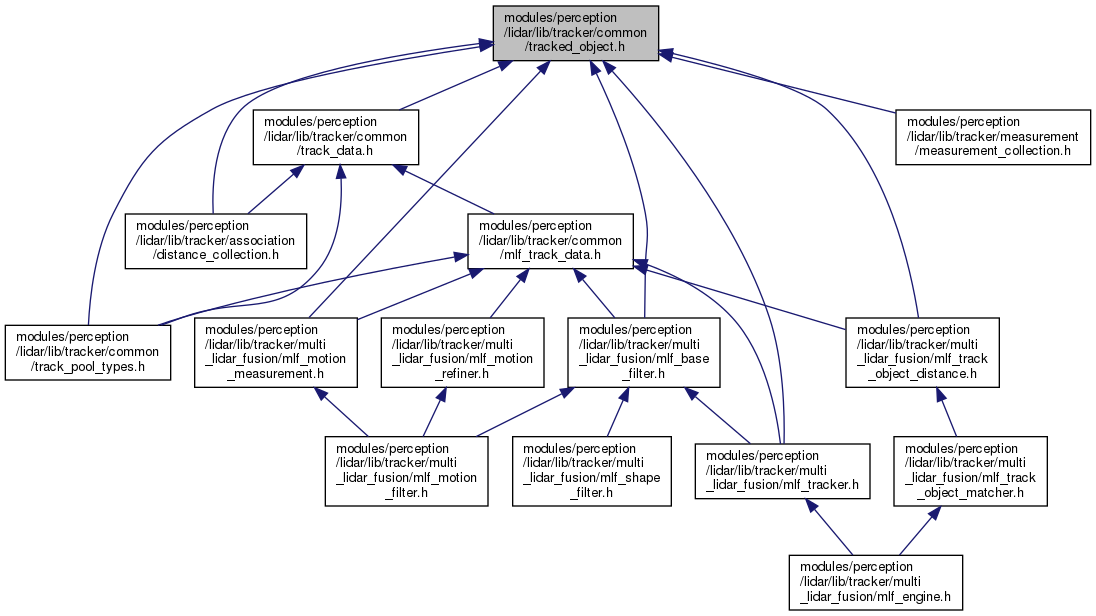 modules/perception
/lidar/lib/tracker/common
/tracked_object.h
modules/perception
/lidar/lib/tracker/common
/track_data.h
modules/perception
/lidar/lib/tracker/measurement
/measurement_collection.h
modules/perception
/lidar/lib/tracker/association
/distance_collection.h
modules/perception
/lidar/lib/tracker/common
/mlf_track_data.h
modules/perception
/lidar/lib/tracker/common
/track_pool_types.h
modules/perception
/lidar/lib/tracker/multi
_lidar_fusion/mlf_motion
_measurement.h
modules/perception
/lidar/lib/tracker/multi
_lidar_fusion/mlf_motion
_refiner.h
modules/perception
/lidar/lib/tracker/multi
_lidar_fusion/mlf_base
_filter.h
modules/perception
/lidar/lib/tracker/multi
_lidar_fusion/mlf_track
_object_distance.h
modules/perception
/lidar/lib/tracker/multi
_lidar_fusion/mlf_motion
_filter.h
modules/perception
/lidar/lib/tracker/multi
_lidar_fusion/mlf_shape
_filter.h
modules/perception
/lidar/lib/tracker/multi
_lidar_fusion/mlf_tracker.h
modules/perception
/lidar/lib/tracker/multi
_lidar_fusion/mlf_track
_object_matcher.h
modules/perception
/lidar/lib/tracker/multi
_lidar_fusion/mlf_engine.h